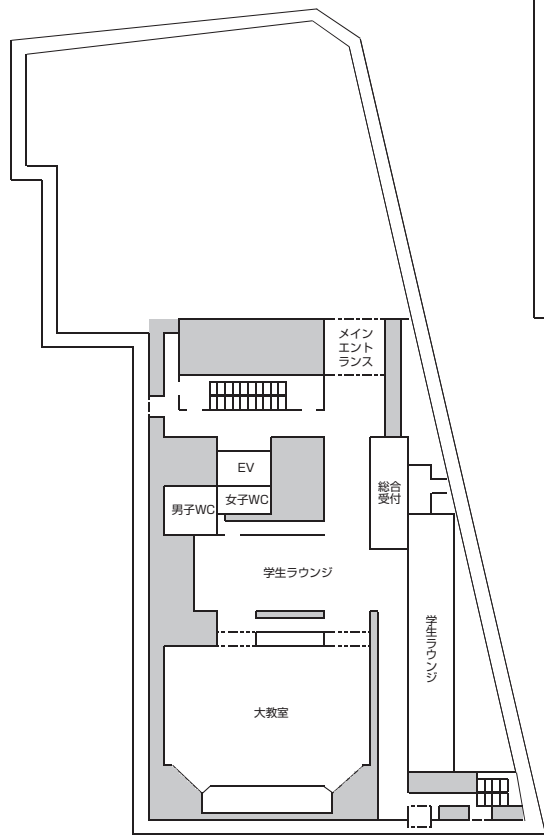 メイン
エント
ランス
EV
女子WC
男子WC
総合
受付
学生ラウンジ
学生ラウンジ
大教室